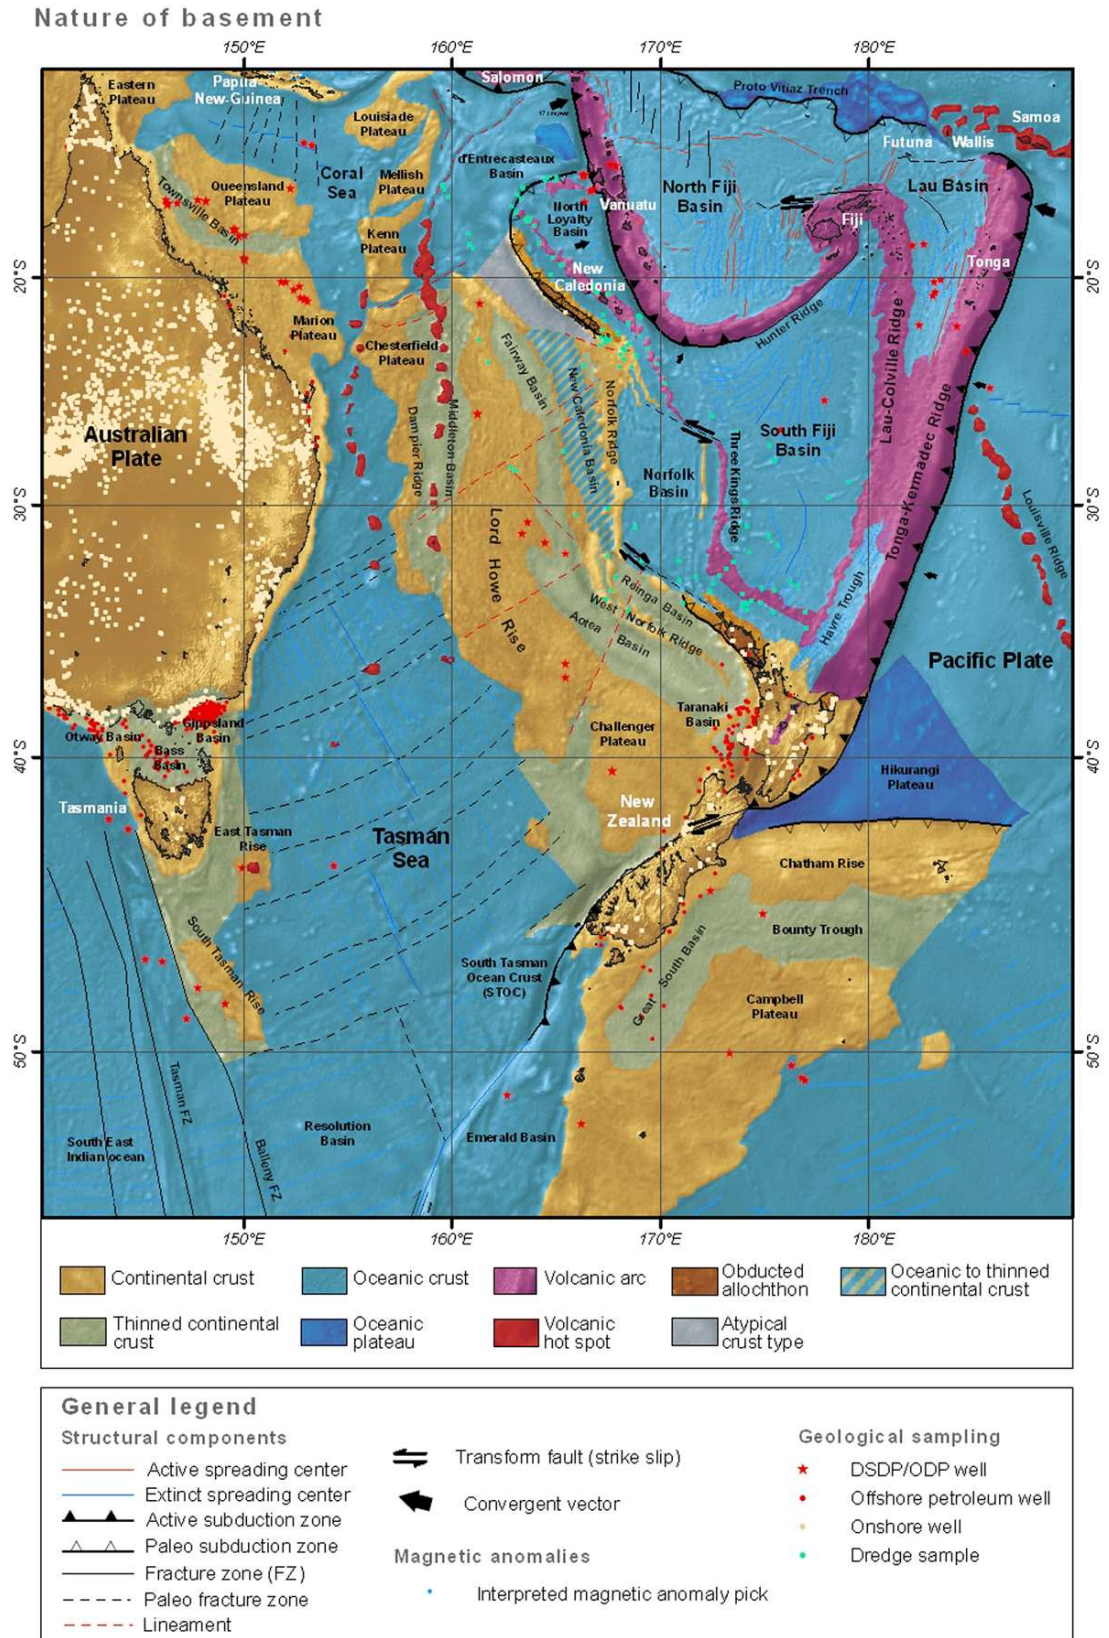 Nature of basement
150°E
160°E
170°E
180°E
Eastern
Plateau
Papua
New Guinea
Salomon
Proto Vitiaz Trench
Samoa
Louisiade
Plateau
Futuna
Wallis
d'Entrecasteaux
Basin
Coral
Sea
Mellish
Plateau
North Fiji
Basin
Lau Basin
Queensland
Plateau
Townsville Basin
North
Loyalty
Basin
Vanuatu
Fiji
Kenn
Plateau
Tonga
New
Caledonia
20°S
20°S
Marion
Plateau
Hunter Ridge
Chesterfield
Plateau
Fairway Basin
Lau-Colville Ridge
New Caledonia Basin
Norfolk Ridge
Dampier Ridge
Middleton Basin
Tonga-Kermadec Ridge
Australian
Plate
South Fiji
Basin
Three Kings Ridge
Norfolk
Basin
30°S
30°S
Louisville Ridge
Lord Howe Rise
Reinga Basin
West Norfolk Ridge
Aotea Basin
Havre Trough
Pacific Plate
Taranaki
Basin
Gippsland
Basin
Otway Basin
Bass
Basin
Challenger
Plateau
40°S
40°S
Hikurangi
Plateau
Tasmania
New
Zealand
East Tasman
Rise
Tasman
Sea
Chatham Rise
Bounty Trough
South Tasman Rise
South Tasman
Ocean Crust
(STOC)
Great South Basin
Campbell
Plateau
50°S
50°S
Tasman FZ
Resolution
Basin
Emerald Basin
South East
Indian ocean
Balleny FZ
150°E
160°E
170°E
180°E
Continental crust
Oceanic crust
Volcanic arc
Obducted
allochthon
Oceanic to thinned
continental crust
Thinned continental
crust
Oceanic
plateau
Volcanic
hot spot
Atypical
crust type
General legend
Structural components
Active spreading center
Extinct spreading center
Active subduction zone
Paleo subduction zone
Fracture zone (FZ)
Paleo fracture zone
Lineament
Transform fault (strike slip)
Convergent vector
Magnetic anomalies
Interpreted magnetic anomaly pick
Geological sampling
DSDP/ODP well
Offshore petroleum well
Onshore well
Dredge sample